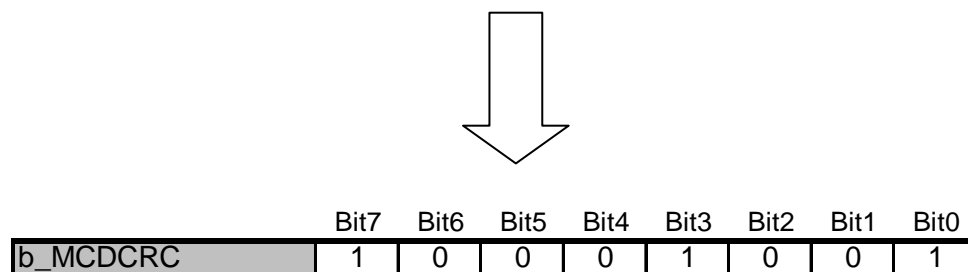 Bit7 Bit6 Bit5 Bit4 Bit3 Bit2 Bit1 Bit0
b_MCDCRC 1 0 0 0 1 0 0 1